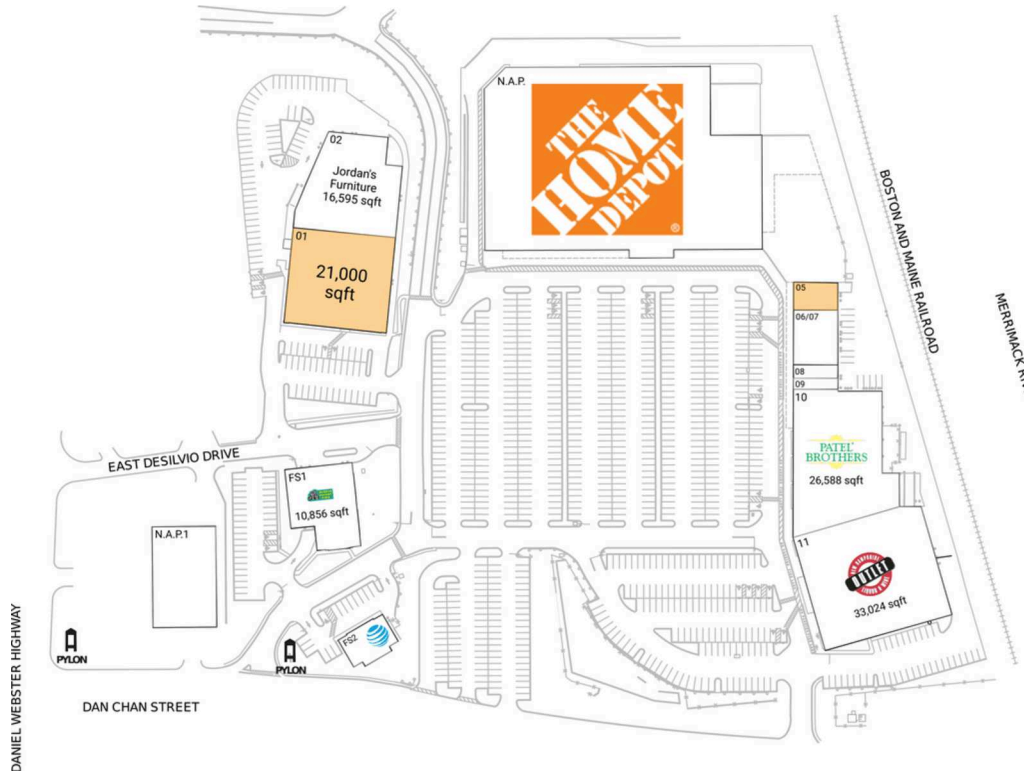 N.A.P.
THE
HOME
DEPOT
®
02
Jordan's
Furniture
16,595 sqft
01
21,000
sqft
BOSTON AND MAINE RAILROAD
05
06/07
08
09
10
PATEL
BROTHERS
26,588 sqft
EAST DESILVIO DRIVE
FS1
10,856 sqft
N.A.P.1
11
NEW HAMPSHIRE
OUTLET
33,024 sqft
FS2
PYLON
PYLON
DAN CHAN STREET
DANIEL WEBSTER HIGHWAY
MERRIMACK